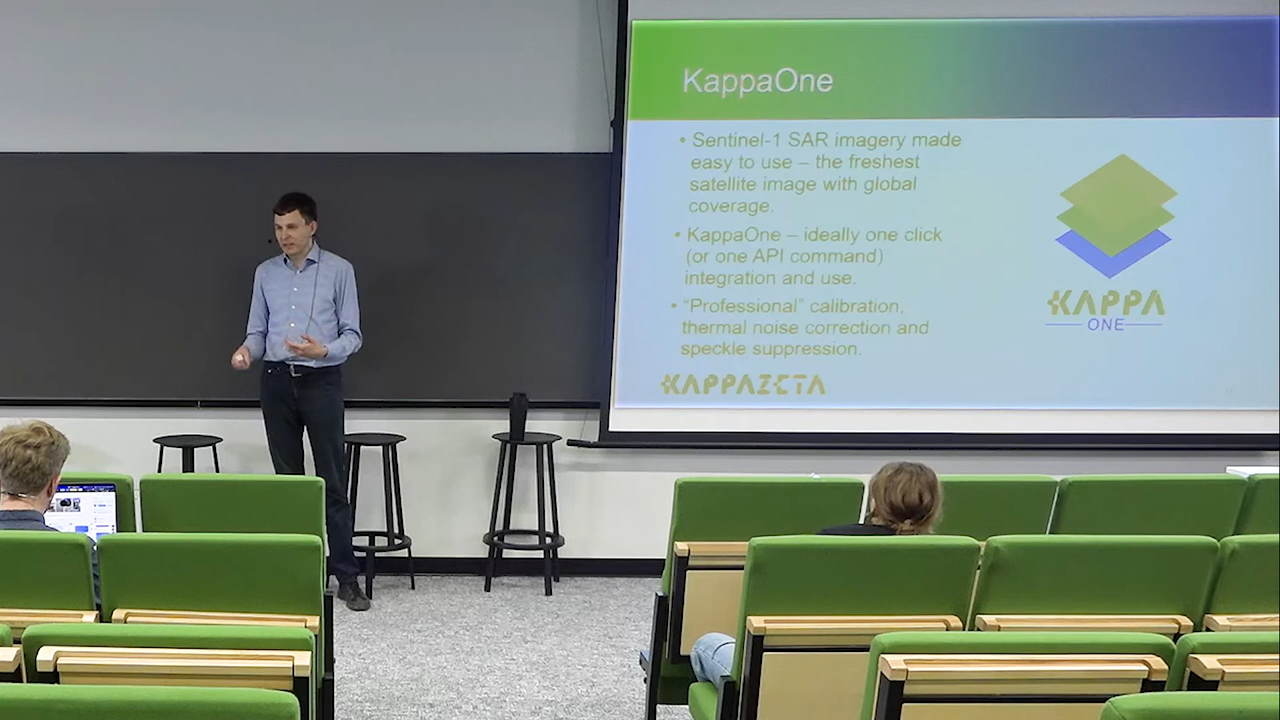 KappaOne
• Sentinel-1 SAR imagery made
easy to use – the freshest
satellite image with global
coverage.
• KappaOne – ideally one click
(or one API command)
integration and use.
• “Professional” calibration,
thermal noise correction and
speckle suppression.
KAPPA
ONE
KAPPAZETA